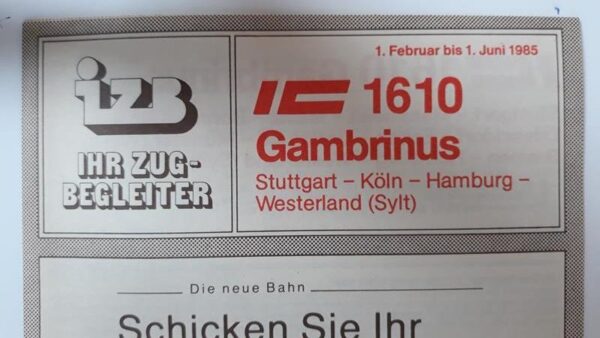 izb
IHR ZUG-
BEGLEITER
1. Februar bis 1. Juni 1985
IC 1610
Gambrinus
Stuttgart – Köln – Hamburg –
Westerland (Sylt)
Die neue Bahn
Schicken Sie Ihr